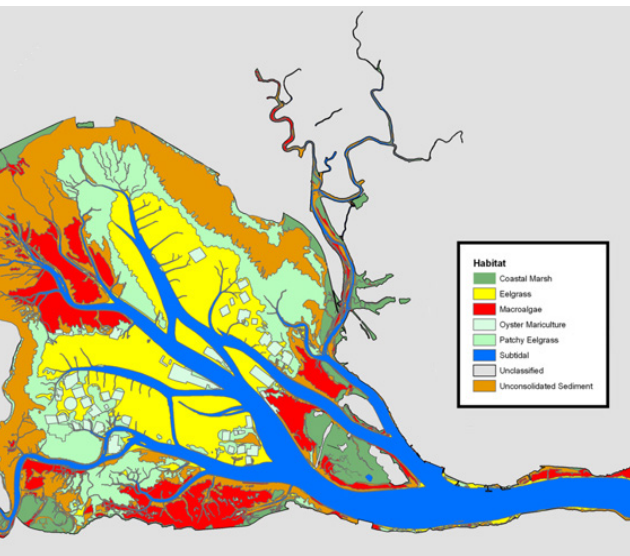 Habitat
Coastal Marsh
Eelgrass
Macroalgae
Oyster Mariculture
Patchy Eelgrass
Subtidal
Unclassified
Unconsolidated Sediment